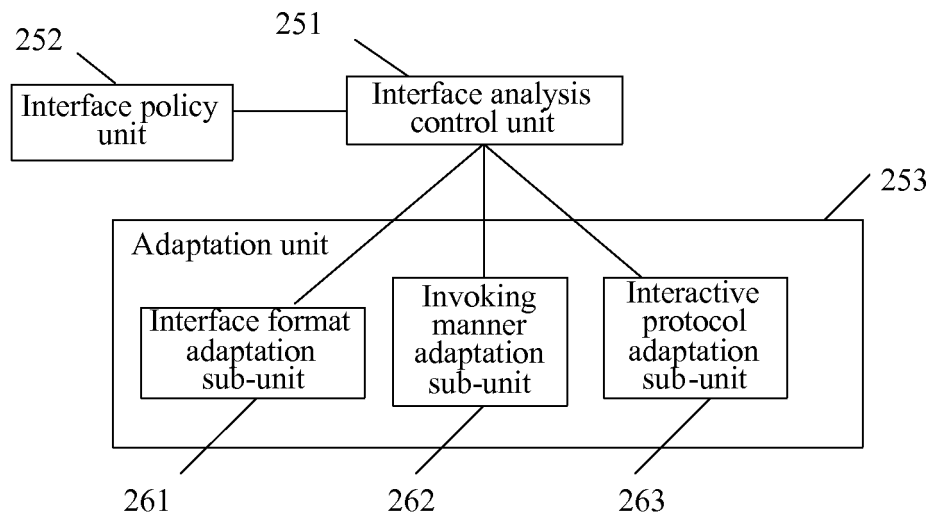 252
251
Interface policy
unit
Interface analysis
control unit
253
Adaptation unit
Interface format
adaptation
sub-unit
Invoking
manner
adaptation
sub-unit
Interactive
protocol
adaptation
sub-unit
261
262
263